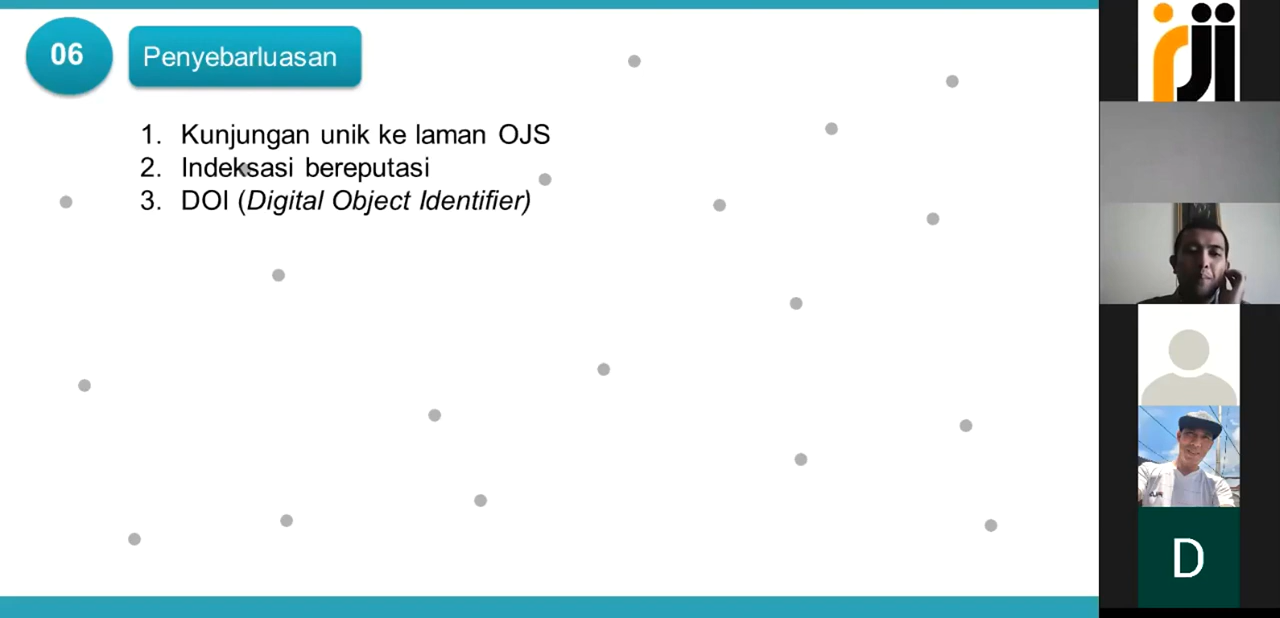 06
Penyebarluasan
1. Kunjungan unik ke laman OJS
2. Indeksasi bereputasi
3. DOI (Digital Object Identifier)
rji
D